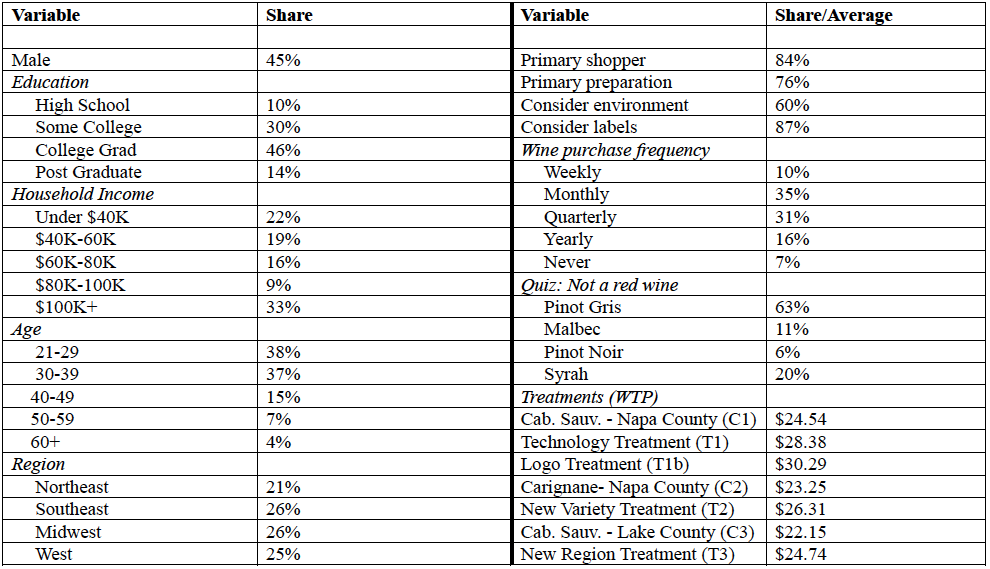 Variable Share Variable Share/Average
Male 45% Primary shopper 84%
Education Primary preparation 76%
High School 10% Consider environment 60%
Some College 30% Consider labels 87%
College Grad 46% Wine purchase frequency
Post Graduate 14% Weekly 10%
Household Income Monthly 35%
Under $40K 22% Quarterly 31%
$40K-60K 19% Yearly 16%
$60K-80K 16% Never 7%
$80K-100K 9% Quiz: Not a red wine
$100K+ 33% Pinot Gris 63%
Age Malbec 11%
21-29 38% Pinot Noir 6%
30-39 37% Syrah 20%
40-49 15% Treatments (WTP)
50-59 7% Cab. Sauv. - Napa County (C1) $24.54
60+ 4% Technology Treatment (T1) $28.38
Region Logo Treatment (T1b) $30.29
Northeast 21% Carignane- Napa County (C2) $23.25
Southeast 26% New Variety Treatment (T2) $26.31
Midwest 26% Cab. Sauv. - Lake County (C3) $22.15
West 25% New Region Treatment (T3) $24.74